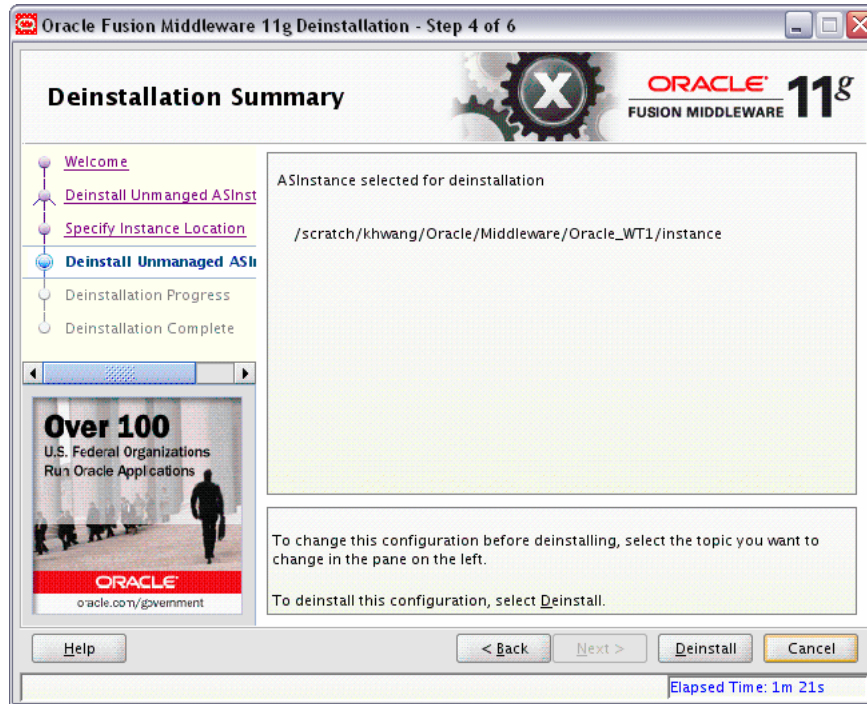 Oracle Fusion Middleware 11g Deinstallation - Step 4 of 6
Deinstallation Summary
X
ORACLE
FUSION MIDDLEWARE
11g
Welcome
Deinstall Unmanged ASInst
Specify Instance Location
Deinstall Unmanaged ASI
Deinstallation Progress
Deinstallation Complete
ASInstance selected for deinstallation
/scratch/khwang/Oracle/Middleware/Oracle_WT1/instance
Over 100
U.S. Federal Organizations
Run Oracle Applications
ORACLE
oracle.com/government
To change this configuration before deinstalling, select the topic you want to
change in the pane on the left.
To deinstall this configuration, select Deinstall.
Help
< Back
Next >
Deinstall
Cancel
Elapsed Time: 1m 21s